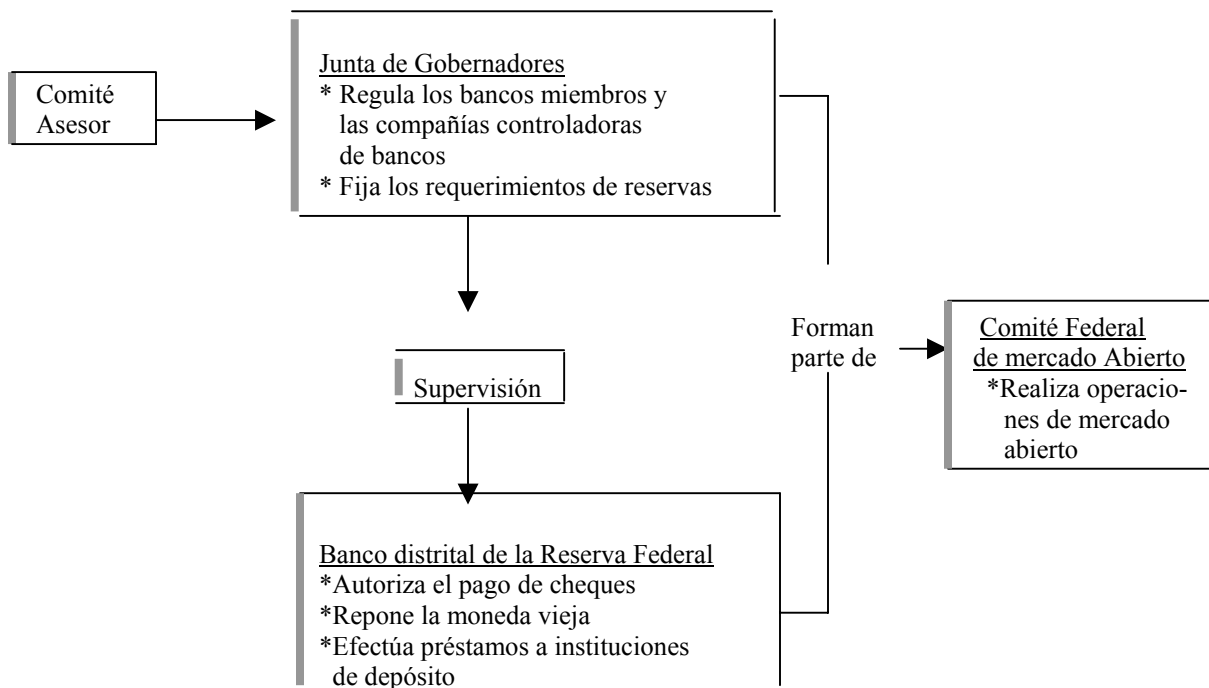 Comité
Asesor
Junta de Gobernadores
* Regula los bancos miembros y
las compañías controladoras
de bancos
* Fija los requerimientos de reservas
Supervisión
Banco distrital de la Reserva Federal
*Autoriza el pago de cheques
*Repone la moneda vieja
*Efectúa préstamos a instituciones
de depósito
Forman
parte de
Comité Federal
de mercado Abierto
*Realiza operacio-
nes de mercado
abierto